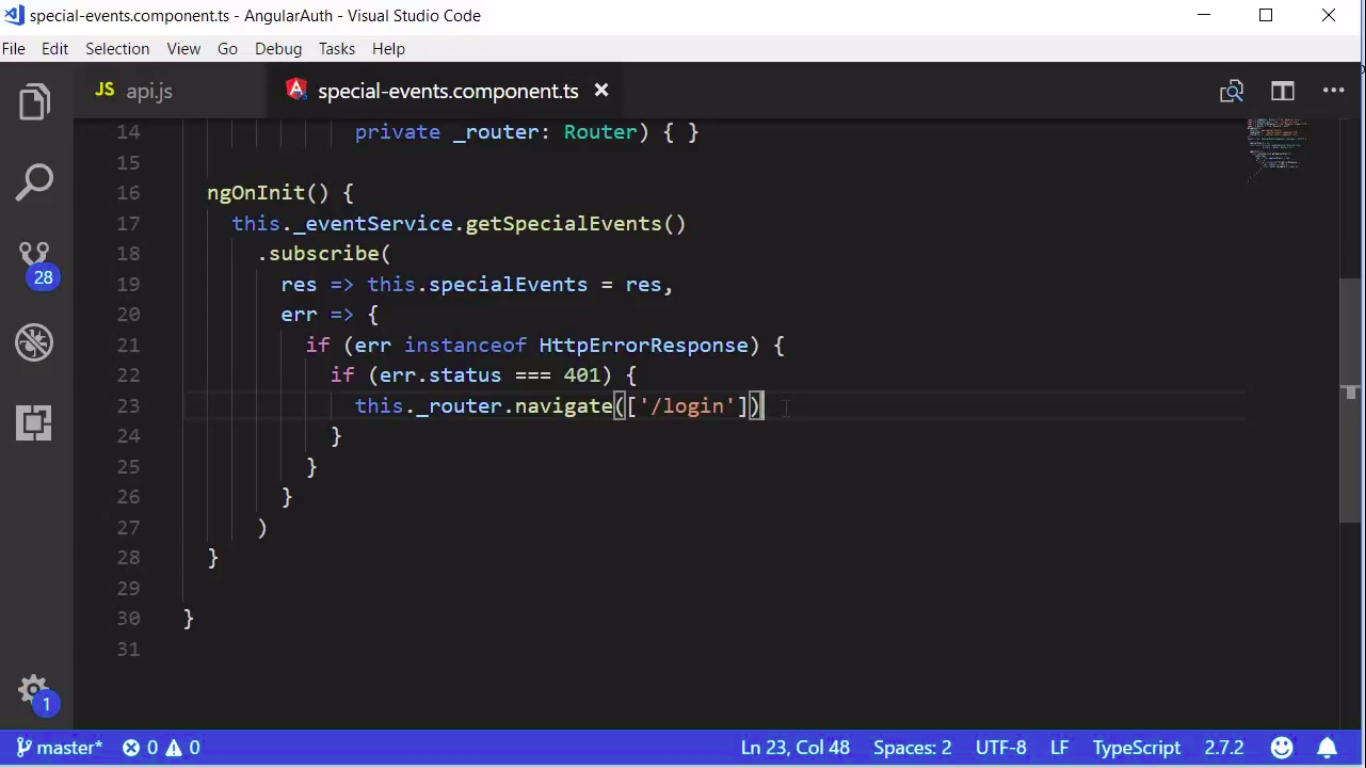 special-events.component.ts - AngularAuth - Visual Studio Code
File Edit Selection View Go Debug Tasks Help
JS api.js special-events.component.ts
14 private _router: Router) { }
15
16 ngOnInit() {
17 this._eventService.getSpecialEvents()
18 .subscribe(
19 res => this.specialEvents = res,
20 err => {
21 if (err instanceof HttpErrorResponse) {
22 if (err.status === 401) {
23 this._router.navigate(['/login'])
24 }
25 }
26 }
27 )
28 }
29
30 }
31
28
1
master* 0 0 Ln 23, Col 48 Spaces: 2 UTF-8 LF TypeScript 2.7.2